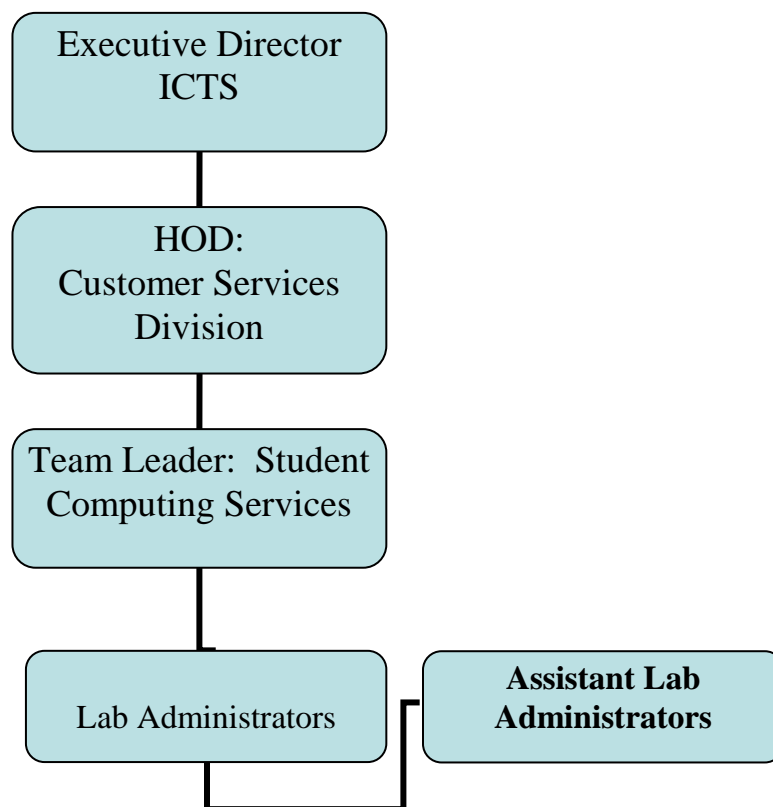 Executive Director
ICTS
HOD:
Customer Services
Division
Team Leader:  Student
Computing Services
Lab Administrators
Assistant Lab
Administrators